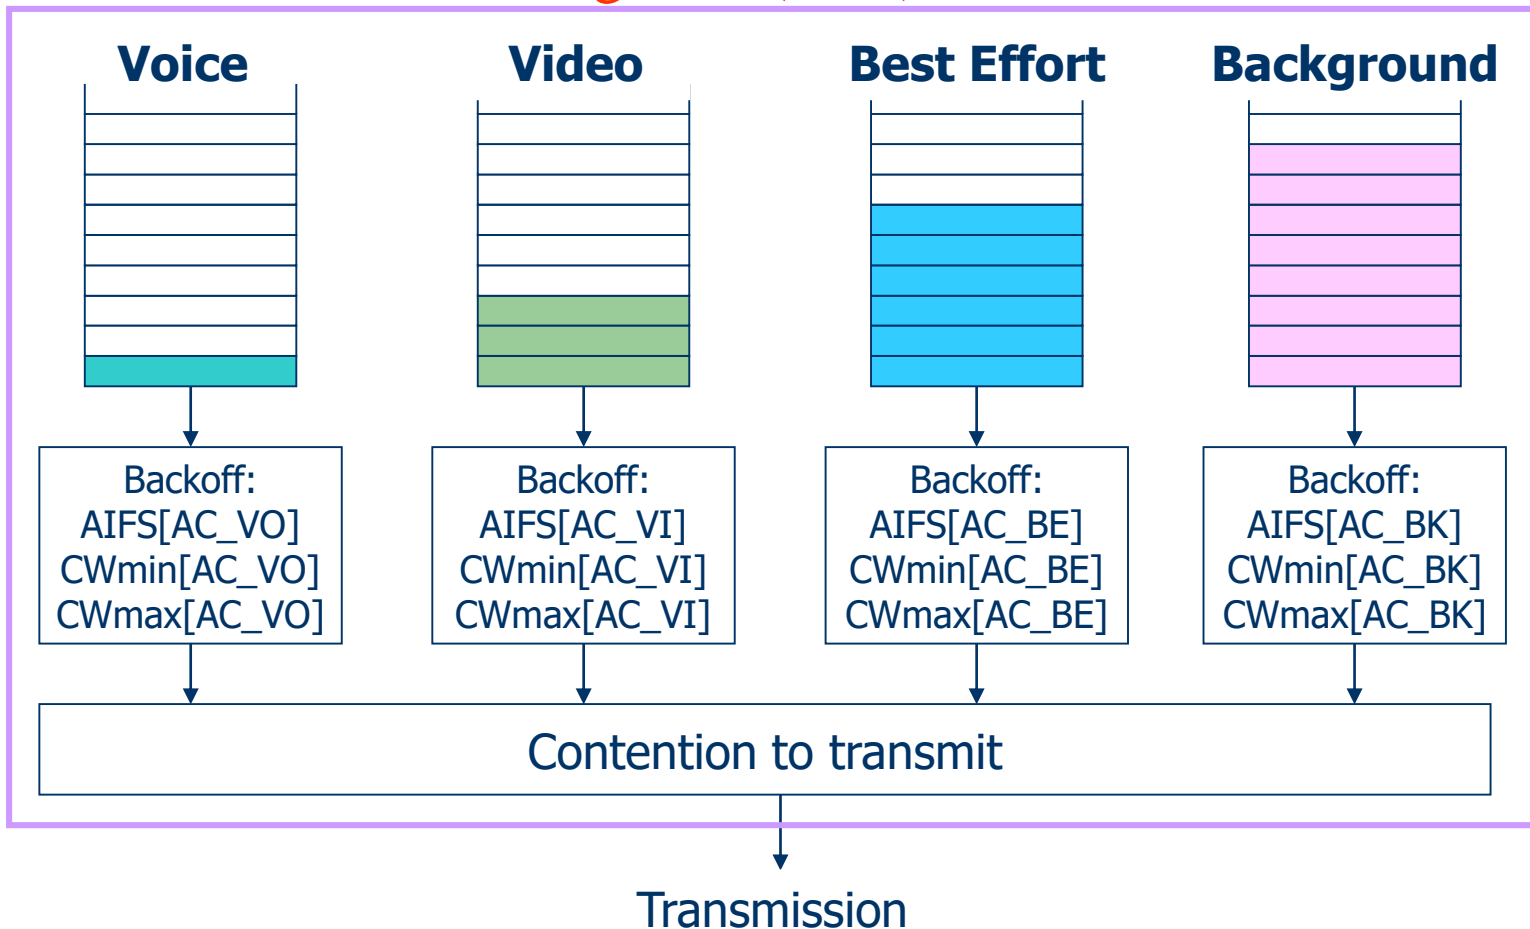 Voice
Video
Best Effort
Background
Backoff:
AIFS[AC_VO]
CWmin[AC_VO]
CWmax[AC_VO]
Backoff:
AIFS[AC_VI]
CWmin[AC_VI]
CWmax[AC_VI]
Backoff:
AIFS[AC_BE]
CWmin[AC_BE]
CWmax[AC_BE]
Backoff:
AIFS[AC_BK]
CWmin[AC_BK]
CWmax[AC_BK]
Contention to transmit
Transmission